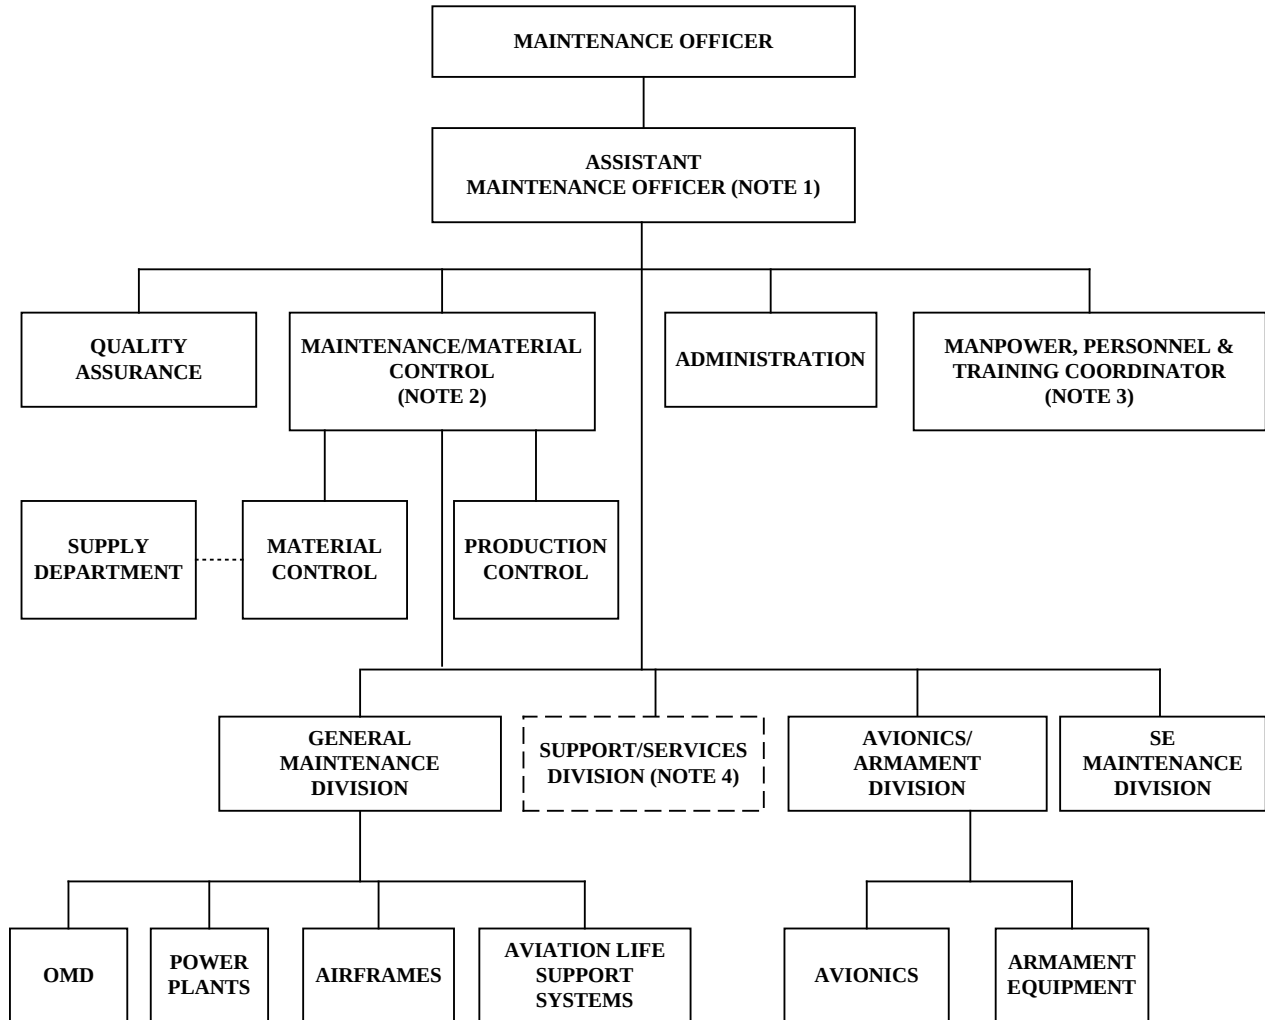 MAINTENANCE OFFICER
ASSISTANT
MAINTENANCE OFFICER (NOTE 1)
QUALITY
ASSURANCE
MAINTENANCE/MATERIAL
CONTROL
(NOTE 2)
ADMINISTRATION
MANPOWER, PERSONNEL &
TRAINING COORDINATOR
(NOTE 3)
SUPPLY
DEPARTMENT
MATERIAL
CONTROL
PRODUCTION
CONTROL
GENERAL
MAINTENANCE
DIVISION
SUPPORT/SERVICES
DIVISION (NOTE 4)
AVIONICS/
ARMAMENT
DIVISION
SE
MAINTENANCE
DIVISION
OMD
POWER
PLANTS
AIRFRAMES
AVIATION LIFE
SUPPORT
SYSTEMS
AVIONICS
ARMAMENT
EQUIPMENT